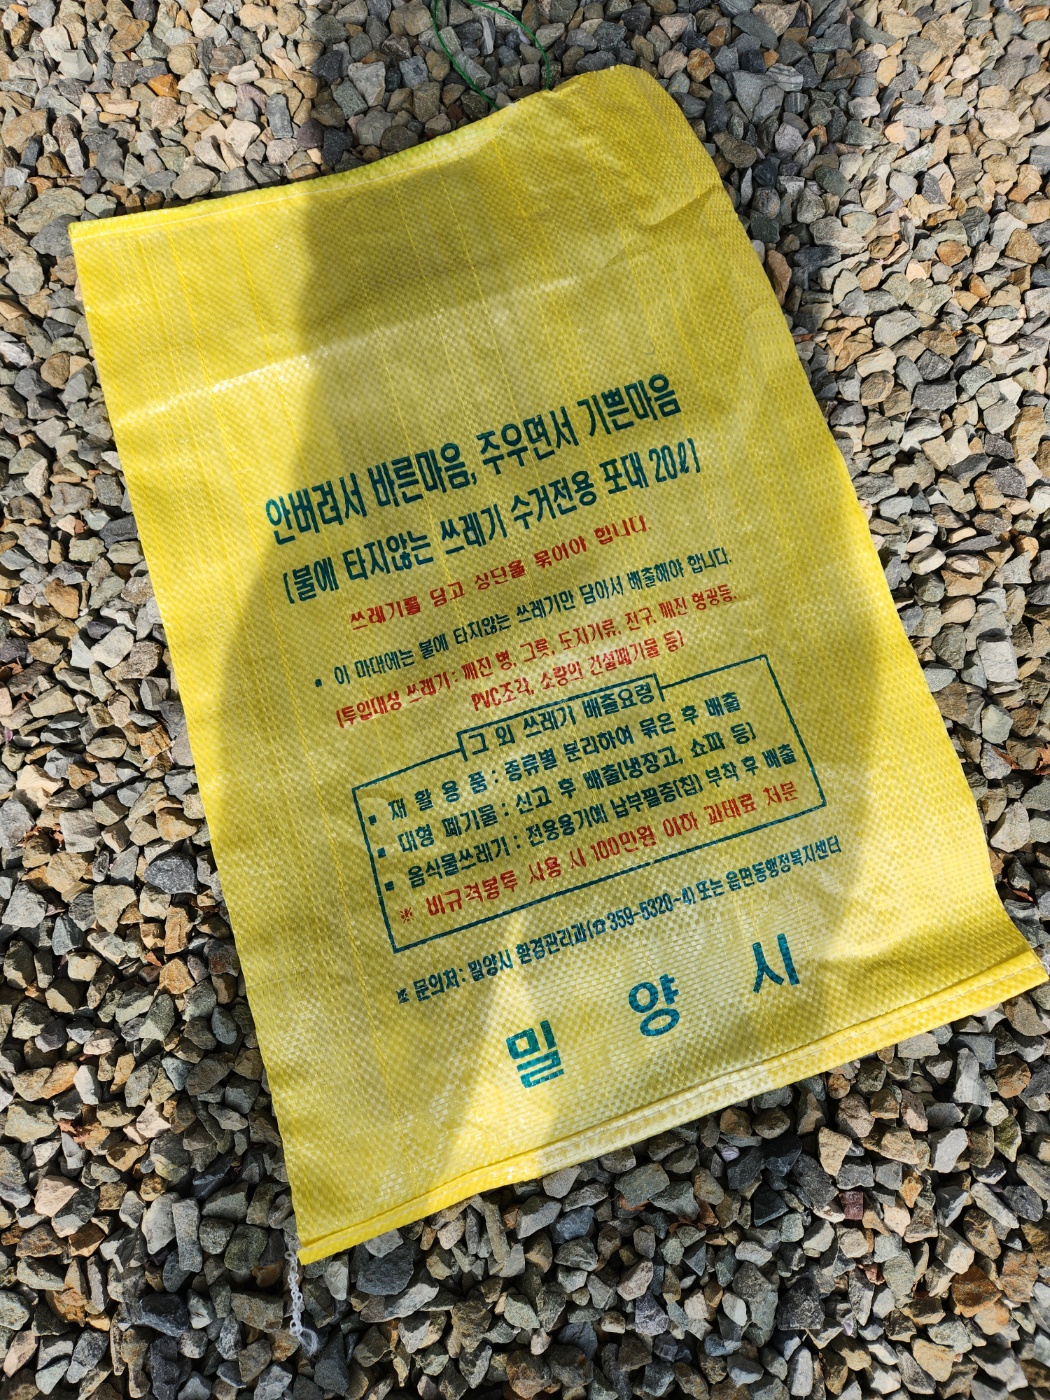 안버려서 바른마음, 주우면서 기쁜마음
(불에 타지않는 쓰레기 수거전용 포대 20ℓ)
쓰레기를 담고 상단을 묶어야 합니다
▪ 이 마대에는 불에 타지않는 쓰레기만 담아서 배출해야 합니다.
(투입대상 쓰레기 : 깨진 병, 그릇, 도자기류, 전구, 깨진 형광등,
PVC조각, 소량의 건설폐기물 등)
그 외 쓰레기 배출요령
▪ 재 활 용 품 : 종류별 분리하여 묶은 후 배출
▪ 대형 폐기물 : 신고 후 배출(냉장고, 쇼파 등)
▪ 음식물쓰레기 : 전용용기에 납부필증(칩) 부착 후 배출
※ 비규격봉투 사용 시 100만원 이하 과태료 처분
※ 문의처: 밀양시 환경관리과(☎359-5320~4) 또는 읍면동행정복지센터
밀 양 시